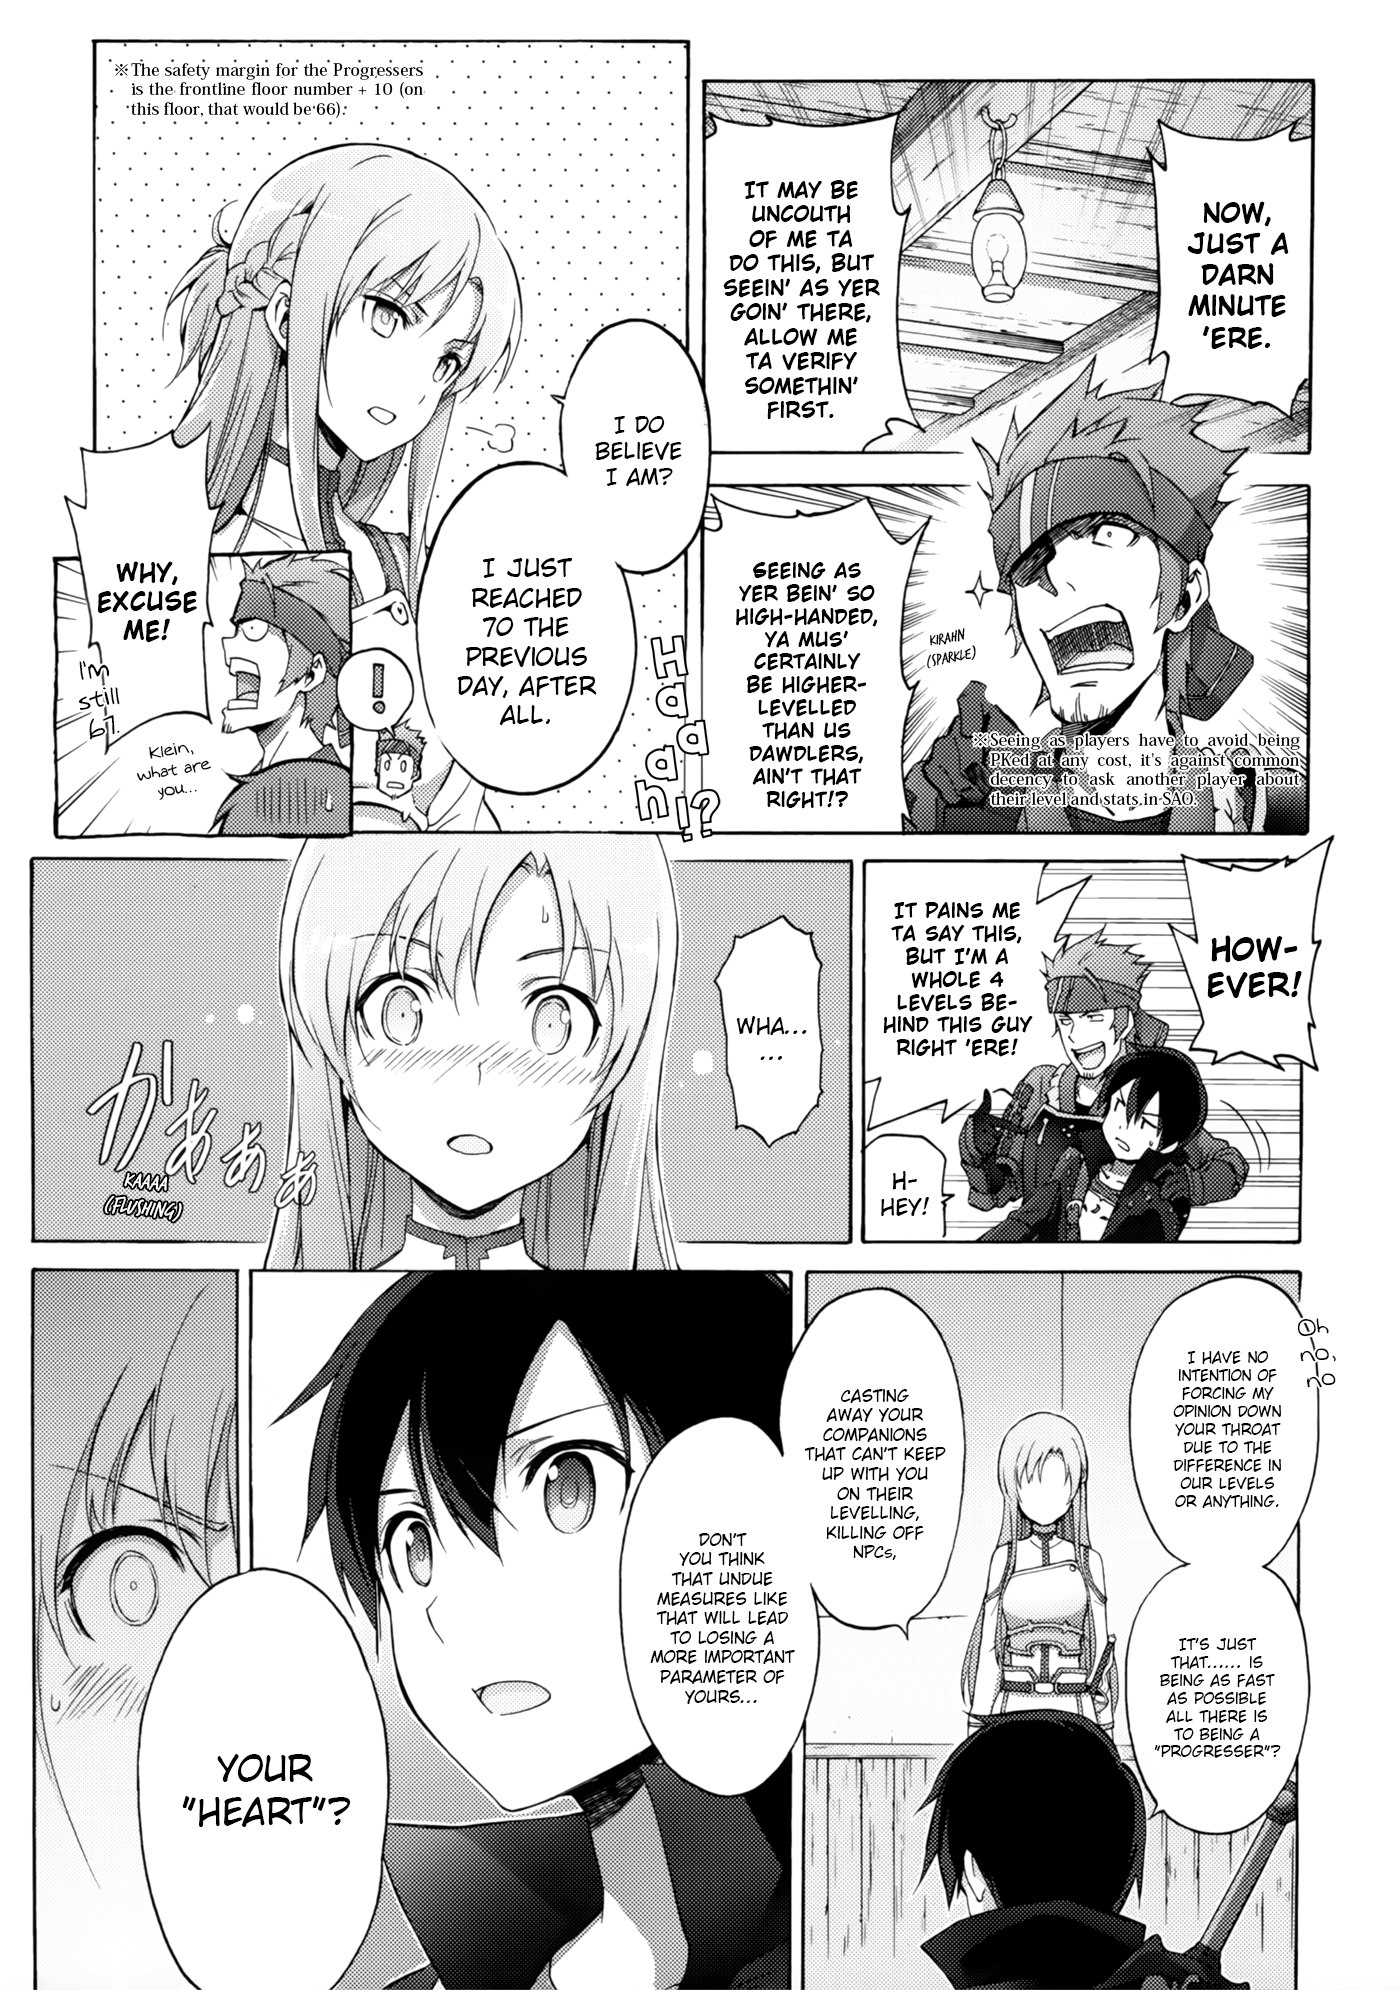 NOW,
JUST A
DARN
MINUTE
'ERE.
IT MAY BE
UNCOUTH
OF ME TA
DO THIS, BUT
SEEIN' AS YER
GOIN' THERE,
ALLOW ME
TA VERIFY
SOMETHIN'
FIRST.
SEEING AS
YER BEIN' SO
HIGH-HANDED,
YA MUS'
CERTAINLY
BE HIGHER-
LEVELLED
THAN US
DAWDLERS,
AIN'T THAT
RIGHT!?
KIRAHN
(SPARKLE)
※Seeing as players have to avoid being
PKed at any cost, it's against common
decency to ask another player about
their level and stats in SAO.
※The safety margin for the Progressers
is the frontline floor number + 10 (on
this floor, that would be 66).
I DO
BELIEVE
I AM?
I JUST
REACHED
70 THE
PREVIOUS
DAY, AFTER
ALL.
Haaah!?
!
WHY,
EXCUSE
ME!
I'm
still
67.
Klein,
what are
you...
HOW-
EVER!
IT PAINS ME
TA SAY THIS,
BUT I'M A
WHOLE 4
LEVELS BE-
HIND THIS GUY
RIGHT 'ERE!
H-
HEY!
WHA...
...
かあぁぁぁ
KAAAA
(FLUSHING)
I HAVE NO
INTENTION OF
FORCING MY
OPINION DOWN
YOUR THROAT
DUE TO THE
DIFFERENCE IN
OUR LEVELS
OR ANYTHING.
IT'S JUST
THAT...... IS
BEING AS FAST
AS POSSIBLE
ALL THERE IS
TO BEING A
"PROGRESSER"?
CASTING
AWAY YOUR
COMPANIONS
THAT CAN'T KEEP
UP WITH YOU
ON THEIR
LEVELLING,
KILLING OFF
NPCs,
DON'T
YOU THINK
THAT UNDUE
MEASURES LIKE
THAT WILL LEAD
TO LOSING A
MORE IMPORTANT
PARAMETER OF
YOURS...
YOUR
"HEART"?